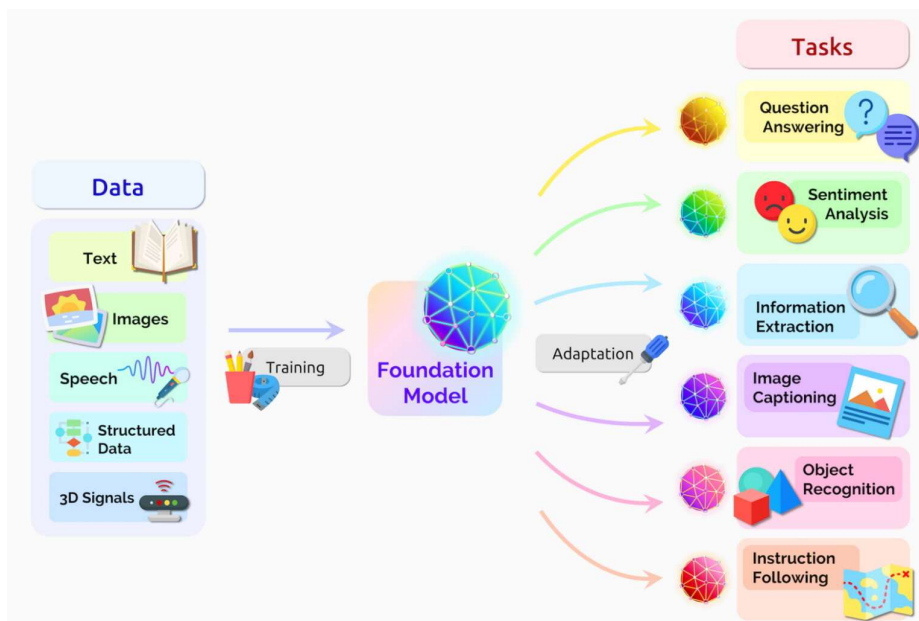 Data
Text
Images
Speech
Structured
Data
3D Signals
Training
Foundation
Model
Adaptation
Tasks
Question
Answering
Sentiment
Analysis
Information
Extraction
Image
Captioning
Object
Recognition
Instruction
Following